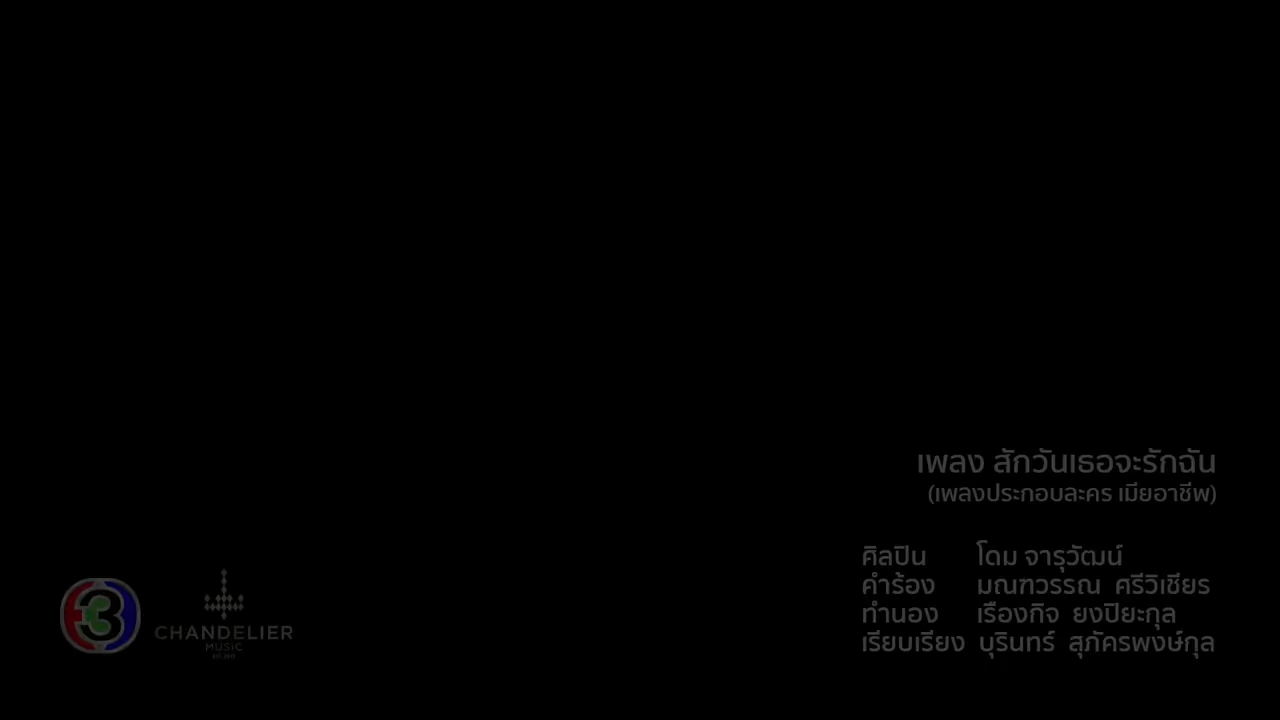 เพลง สักวันเธอจะรักฉัน
(เพลงประกอบละคร เมียอาชีพ)
ศิลปิน โดม จารุวัฒน์
คำร้อง มณฑวรรณ ศรีวิเชียร
ทำนอง เรืองกิจ ยงปิยะกุล
เรียบเรียง บุรินทร์ สุภัครพงษ์กุล
3
CHANDELIER
MUSIC